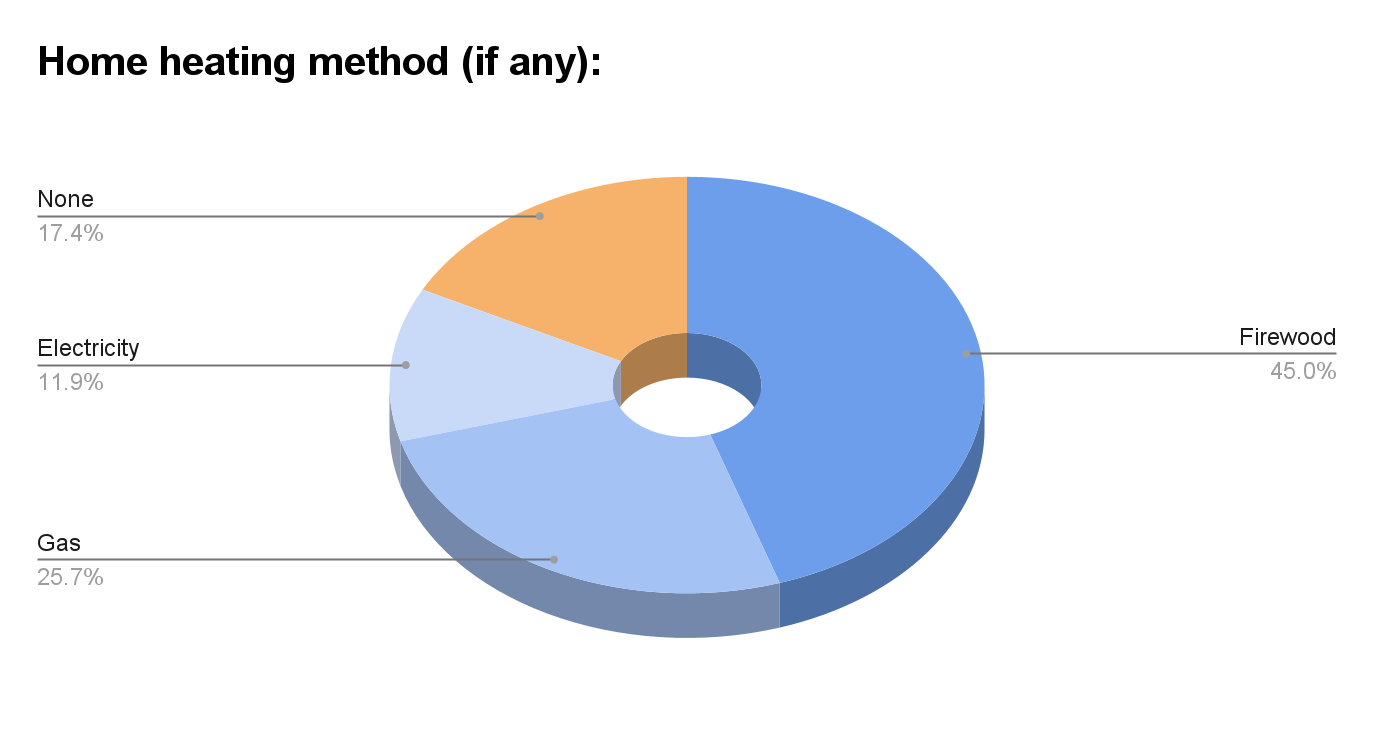 Home heating method (if any):
None
17.4%
Electricity
11.9%
Gas
25.7%
Firewood
45.0%